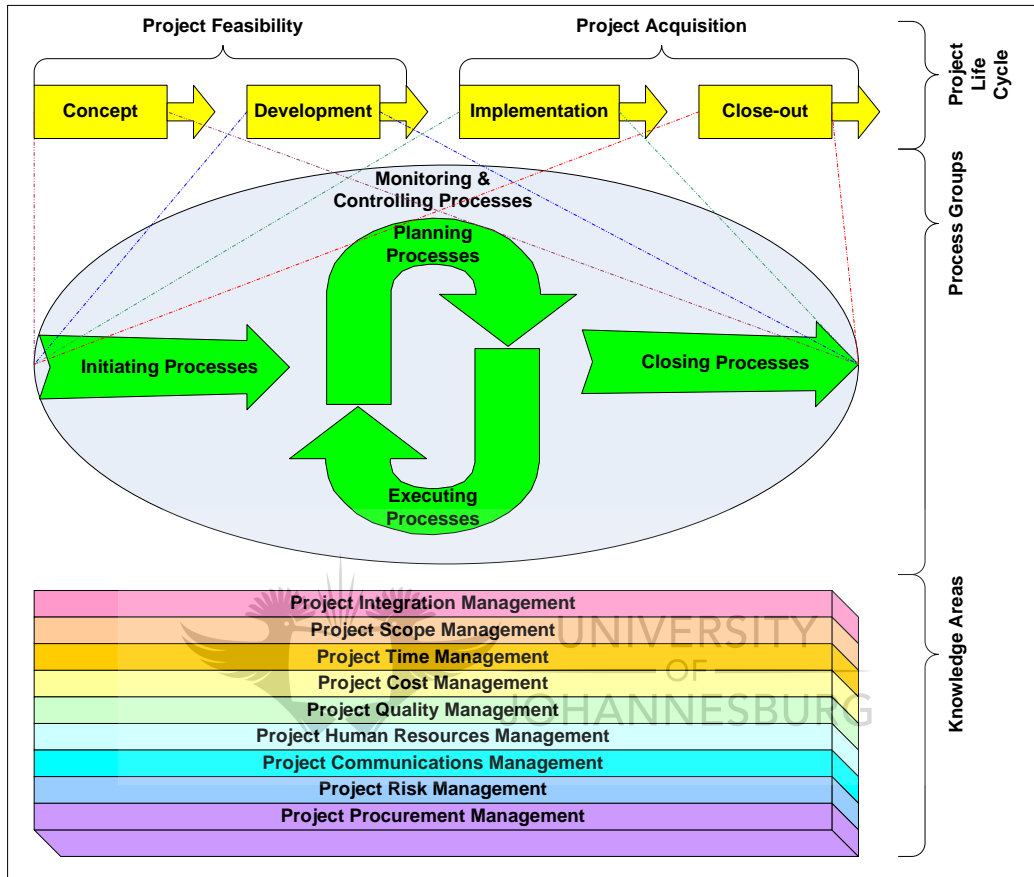 Project Feasibility
Project Acquisition
Concept
Development
Implementation
Close-out
Project
Life
Cycle
Monitoring &
Controlling Processes
Planning
Processes
Initiating Processes
Closing Processes
Executing
Processes
Process Groups
Project Integration Management
Project Scope Management
Project Time Management
Project Cost Management
Project Quality Management
Project Human Resources Management
Project Communications Management
Project Risk Management
Project Procurement Management
Knowledge Areas
UNIVERSITY
OF
JOHANNESBURG